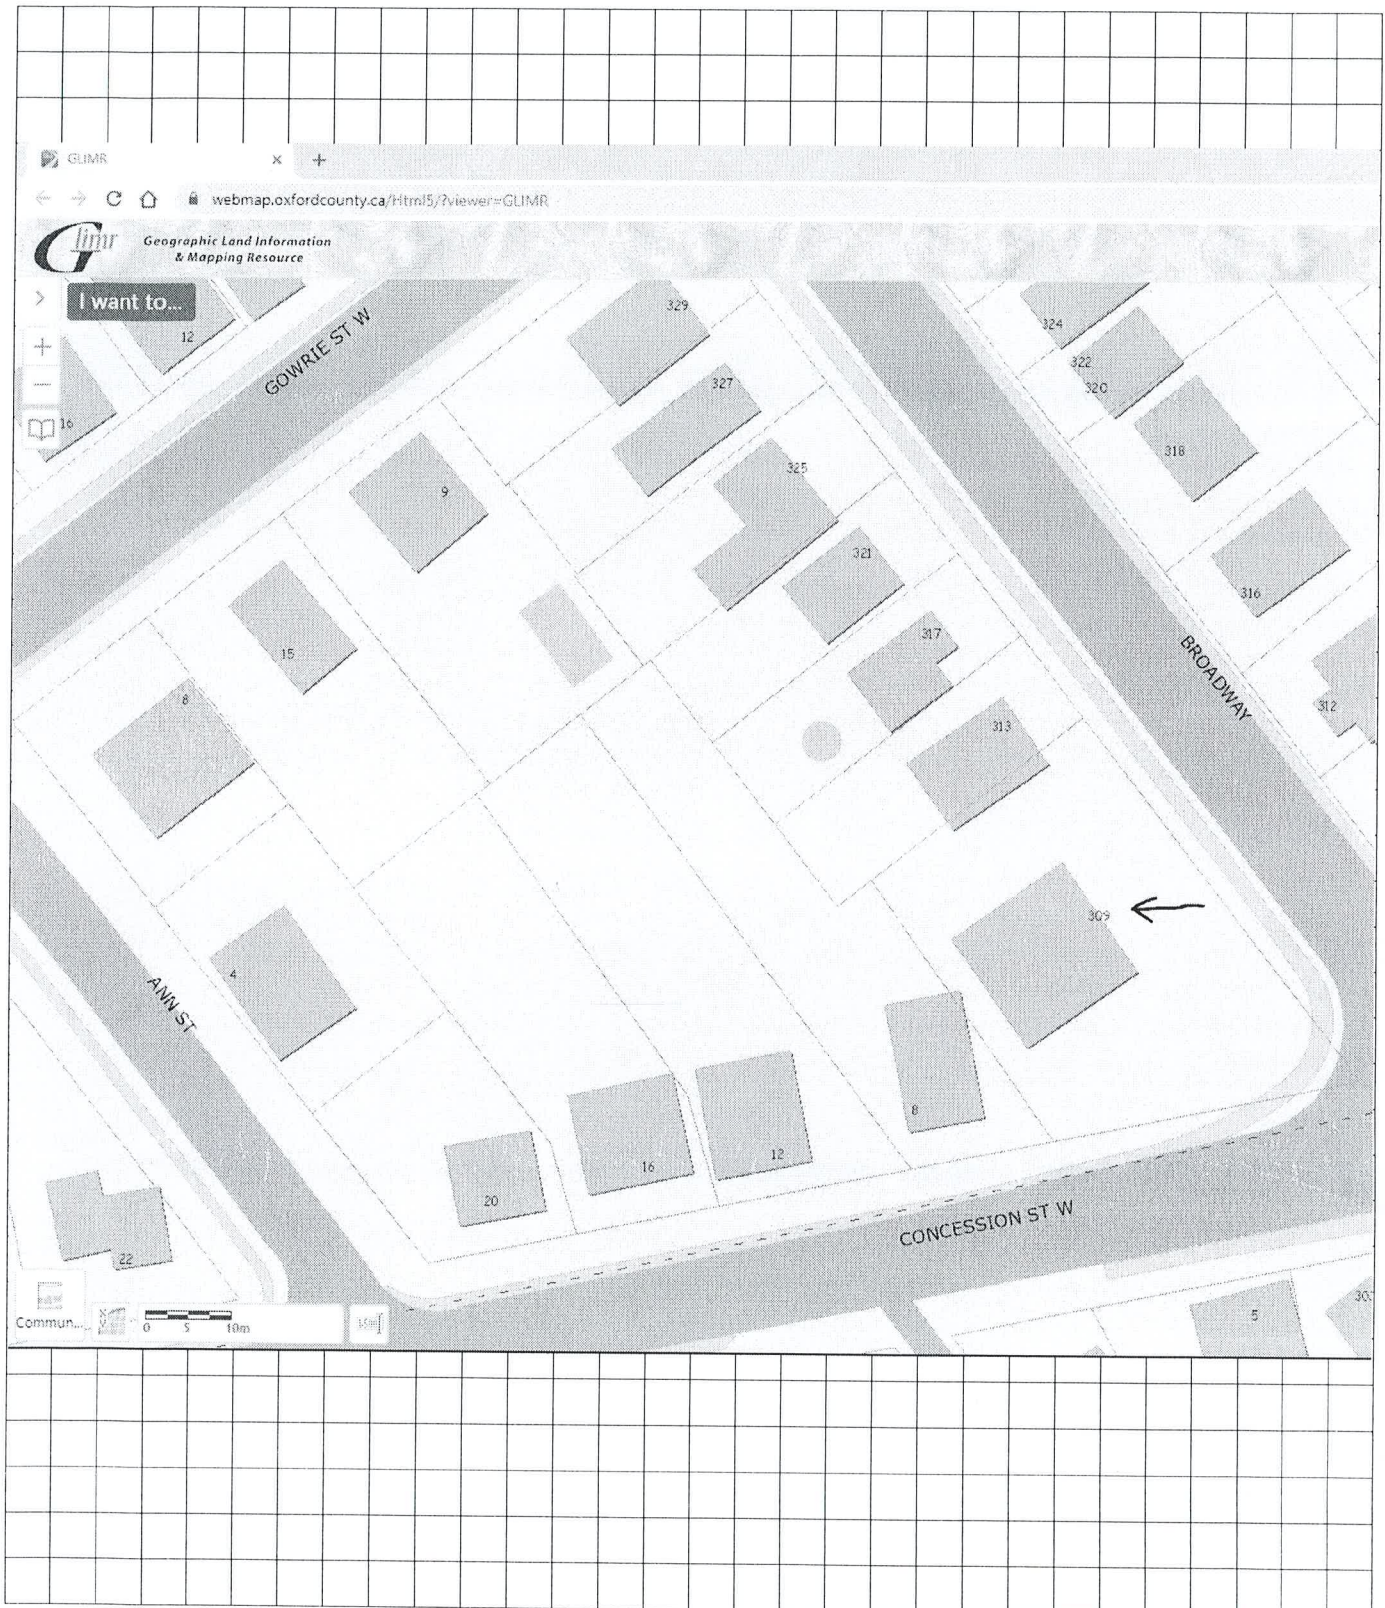 GLIMR
webmap.oxfordcounty.ca/Html5/?viewer=GLIMR
Glimr
Geographic Land Information
& Mapping Resource
I want to...
12
16
GOWRIE ST W
329
327
325
321
317
313
309
9
15
8
4
ANN ST
20
16
12
8
22
324
322
320
318
316
312
BROADWAY
CONCESSION ST W
5
Commun...
0 5 10m